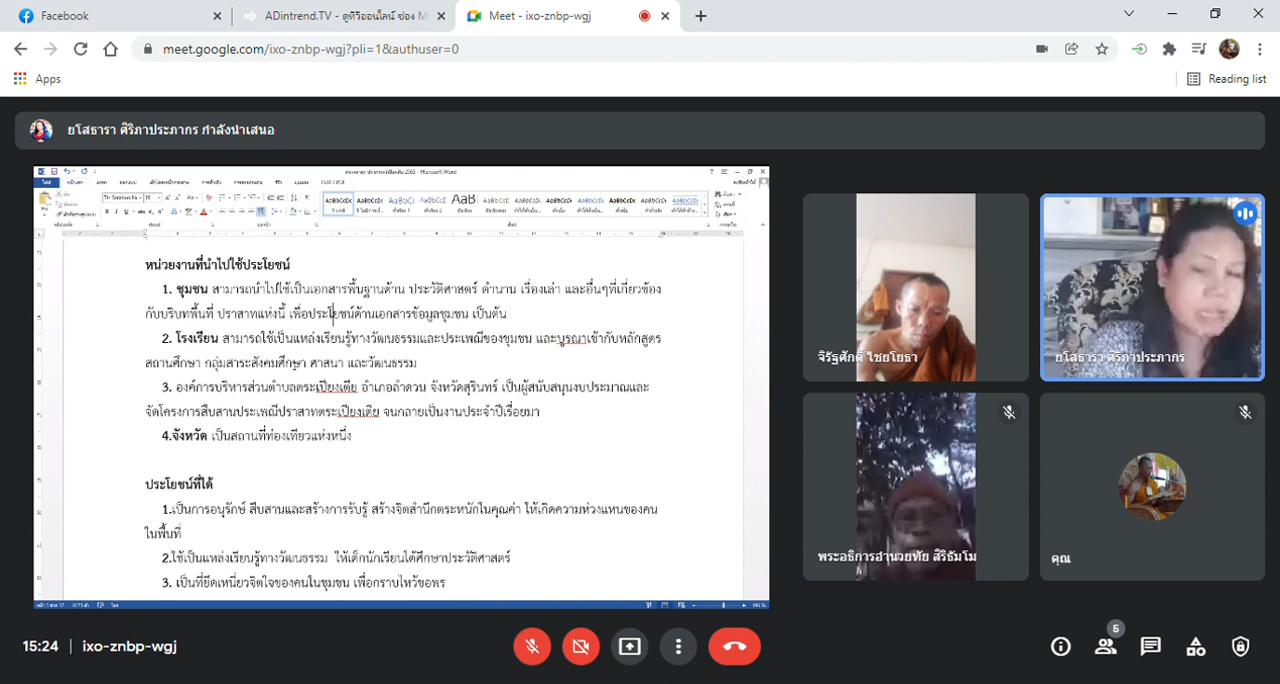 Facebook
ADintrend.TV - ดูทีวีออนไลน์ ช่อง M
Meet - ixo-znbp-wgj
meet.google.com/ixo-znbp-wgj?pli=1&authuser=0
Apps
Reading list
ยโสธารา ศิริภาประภากร กำลังนำเสนอ
หน่วยงานที่นำไปใช้ประโยชน์
1. ชุมชน สามารถนำไปใช้เป็นเอกสารพื้นฐานด้าน ประวัติศาสตร์ ตำนาน เรื่องเล่า และอื่นๆที่เกี่ยวข้อง
กับบริบทพื้นที่ ปราสาทแห่งนี้ เพื่อประโยชน์ด้านเอกสารข้อมูลชุมชน เป็นต้น
2. โรงเรียน สามารถใช้เป็นแหล่งเรียนรู้ทางวัฒนธรรมและประเพณีของชุมชน และบูรณาเข้ากับหลักสูตร
สถานศึกษา กลุ่มสาระสังคมศึกษา ศาสนา และวัฒนธรรม
3. องค์การบริหารส่วนตำบลตระเปียงเตีย อำเภอลำดวน จังหวัดสุรินทร์ เป็นผู้สนับสนุนงบประมาณและ
จัดโครงการสืบสานประเพณีปราสาทตระเปียงเตีย จนกลายเป็นงานประจำปีเรื่อยมา
4.จังหวัด เป็นสถานที่ท่องเทียวแห่งหนึ่ง
ประโยชน์ที่ได้
1.เป็นการอนุรักษ์ สืบสานและสร้างการรับรู้ สร้างจิตสำนึกตระหนักในคุณค่า ให้เกิดความห่วงแหนของคน
ในพื้นที่
2.ใช้เป็นแหล่งเรียนรู้ทางวัฒนธรรม ให้เด็กนักเรียนได้ศึกษาประวัติศาสตร์
3. เป็นที่ยึดเหนี่ยวจิตใจของคนในชุมชน เพื่อกราบไหว้ขอพร
จิรัฐศักดิ์ ไชยโยธา
ยโสธารา ศิริภาประภากร
พระอธิการอำนวยทัย สิริธัมโม
คุณ
15:24 | ixo-znbp-wgj
5